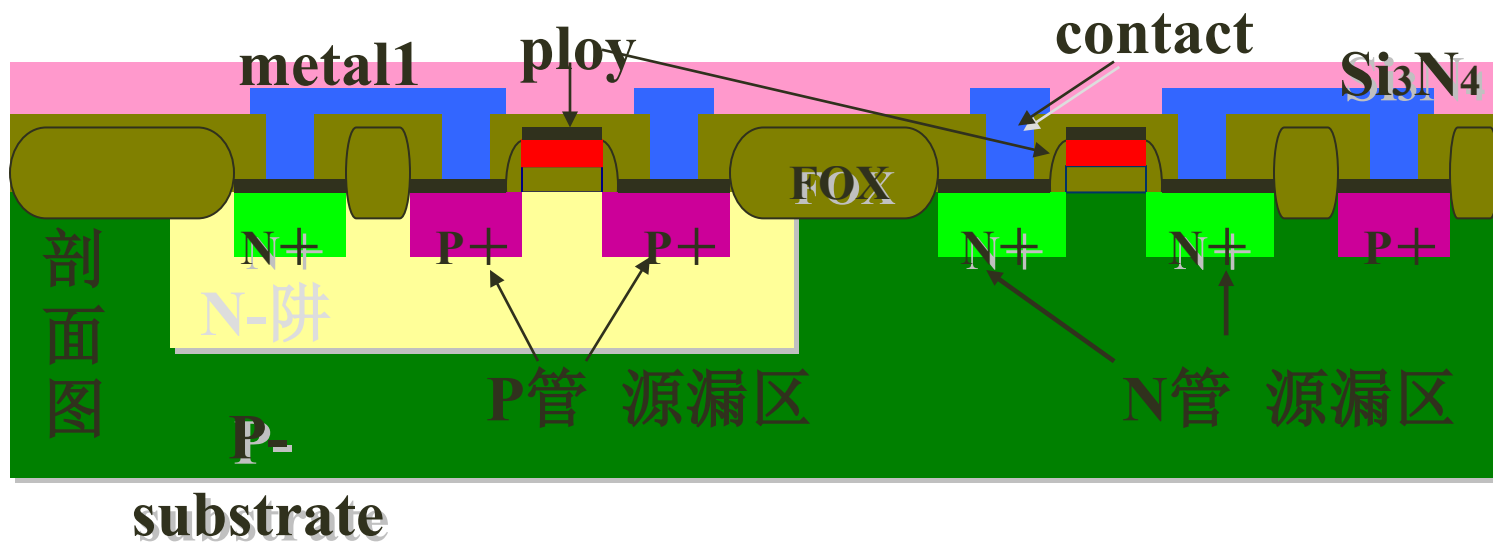 metal1
ploy
contact
Si3N4
FOX
N+
P+
P+
N+
N+
P+
N-阱
剖面图
P管 源漏区
N管 源漏区
P-
substrate